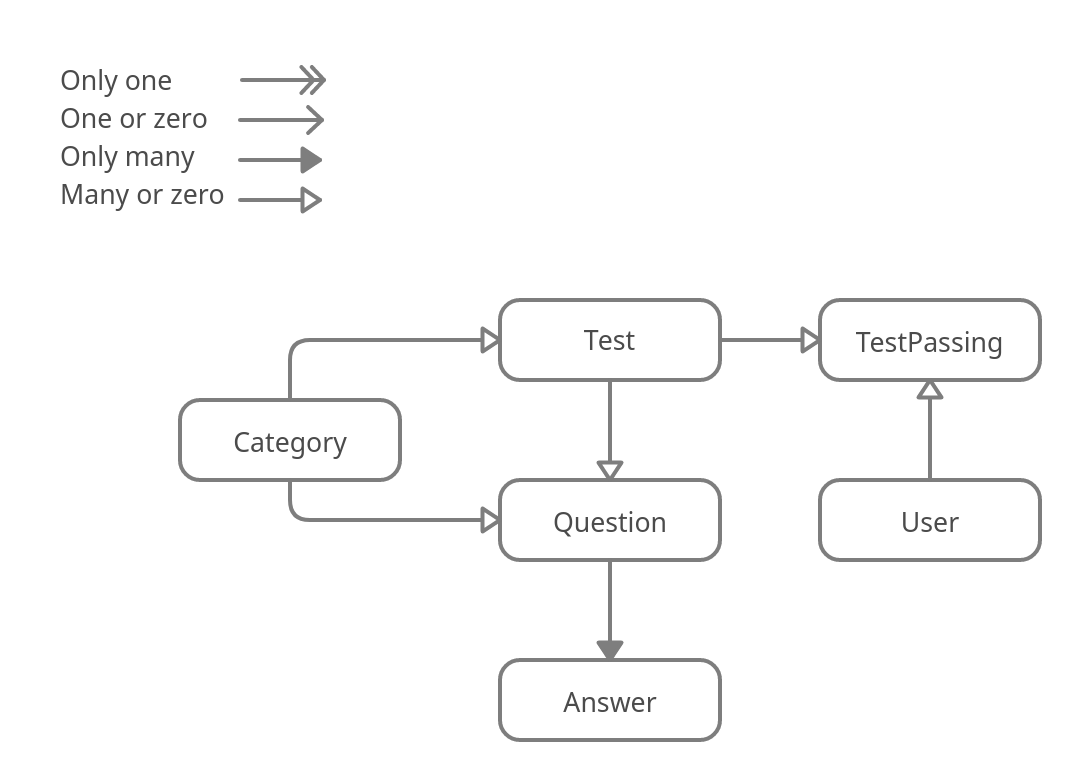 Only one
One or zero
Only many
Many or zero
Test
TestPassing
Category
Question
User
Answer